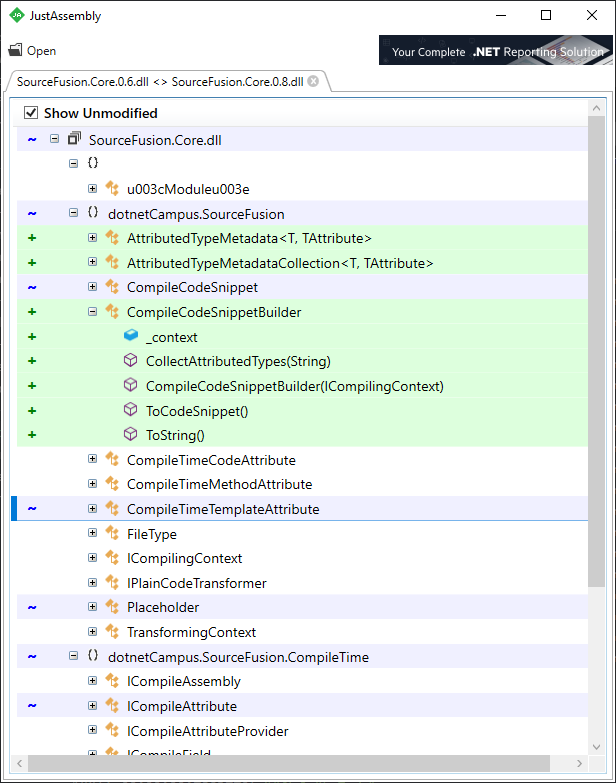 JustAssembly
Open
Your Complete .NET Reporting Solution
SourceFusion.Core.0.6.dll <> SourceFusion.Core.0.8.dll
Show Unmodified
~ SourceFusion.Core.dll
{}
u003cModuleu003e
~ {} dotnetCampus.SourceFusion
+ AttributedTypeMetadata<T, TAttribute>
+ AttributedTypeMetadataCollection<T, TAttribute>
~ CompileCodeSnippet
+ CompileCodeSnippetBuilder
+ _context
+ CollectAttributedTypes(String)
+ CompileCodeSnippetBuilder(ICompilingContext)
+ ToCodeSnippet()
+ ToString()
CompileTimeCodeAttribute
CompileTimeMethodAttribute
~ CompileTimeTemplateAttribute
FileType
ICompilingContext
IPlainCodeTransformer
~ Placeholder
TransformingContext
~ {} dotnetCampus.SourceFusion.CompileTime
ICompileAssembly
~ ICompileAttribute
ICompileAttributeProvider
ICompileField